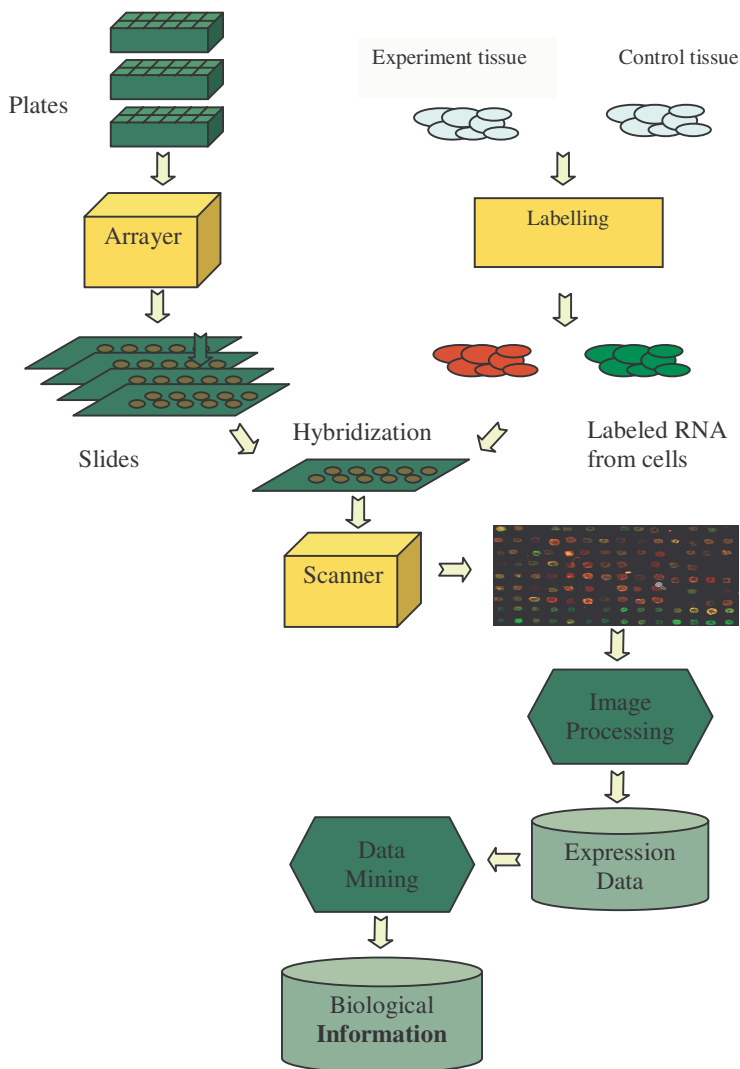 Experiment tissue
Control tissue
Plates
Arrayer
Labelling
Hybridization
Slides
Labeled RNA
from cells
Scanner
Image
Processing
Data
Mining
Expression
Data
Biological
Information